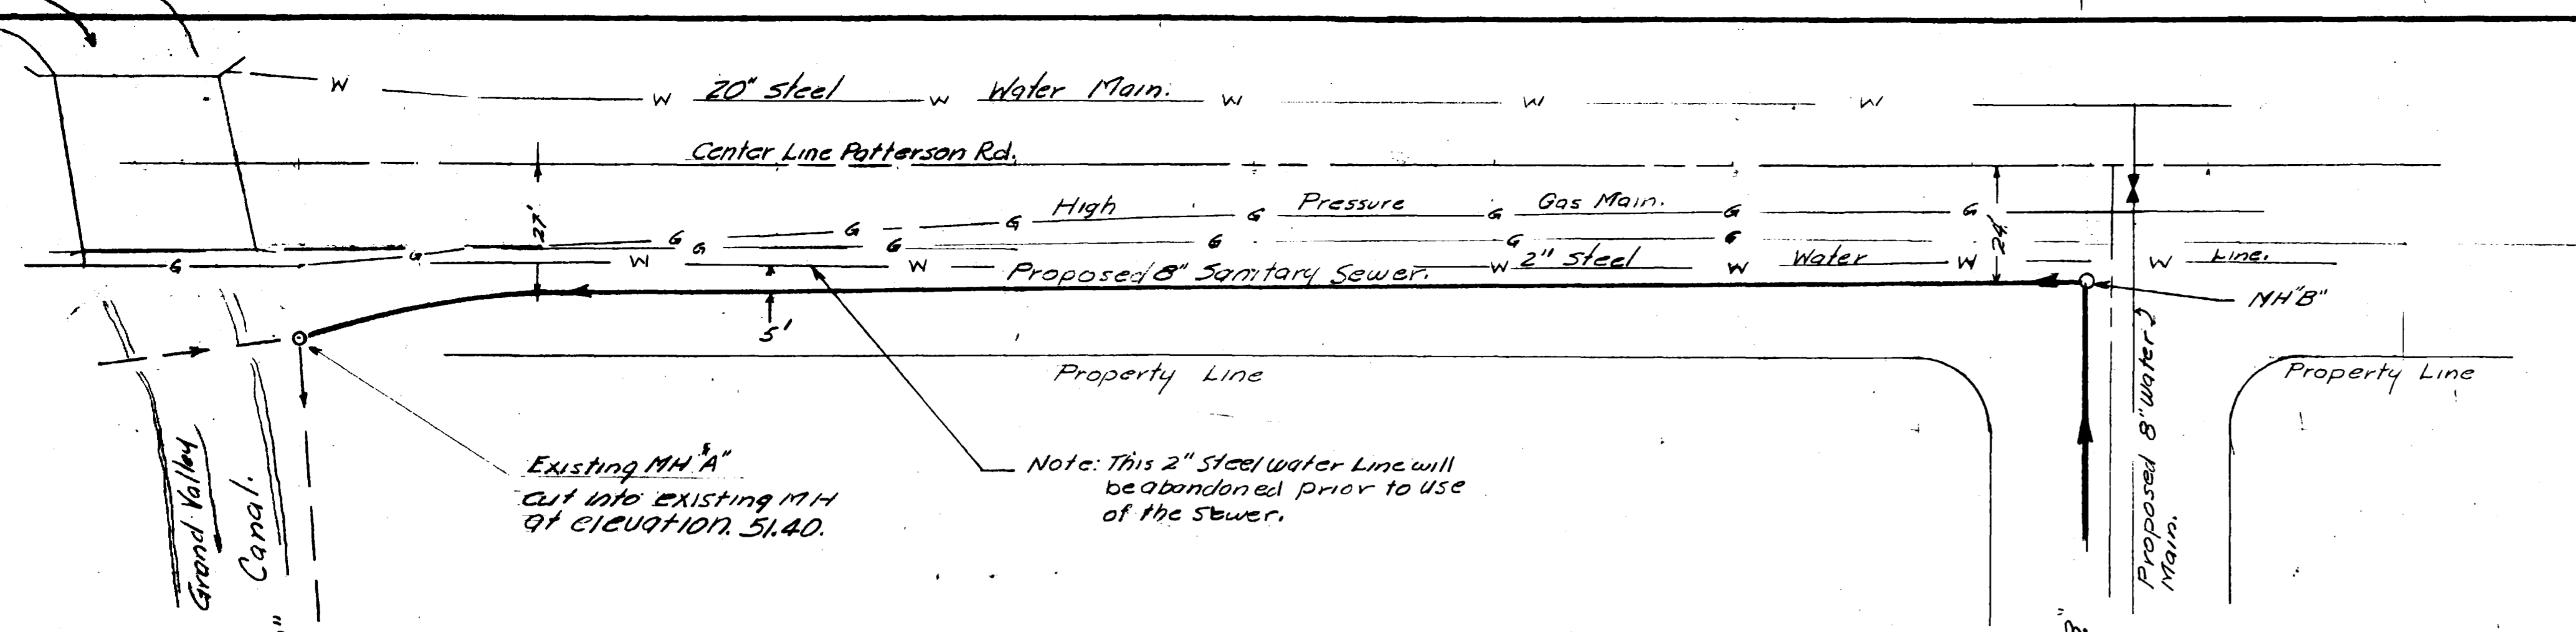 W W 20" Steel W Water Main. W W W
Center Line Patterson Rd.
27'
G G G G G High G Pressure G Gas Main. G G
G G G G G
24'
W W Proposed 8" Sanitary Sewer. W 2" Steel W Water W W Line.
5'
MH "B"
Property Line
Property Line
Existing MH "A"
cut into existing MH
at elevation. 51.40.
Note: This 2" Steel water Line will
be abandoned prior to use
of the sewer.
Grand Valley
Canal.
Proposed 8" Water
Main.